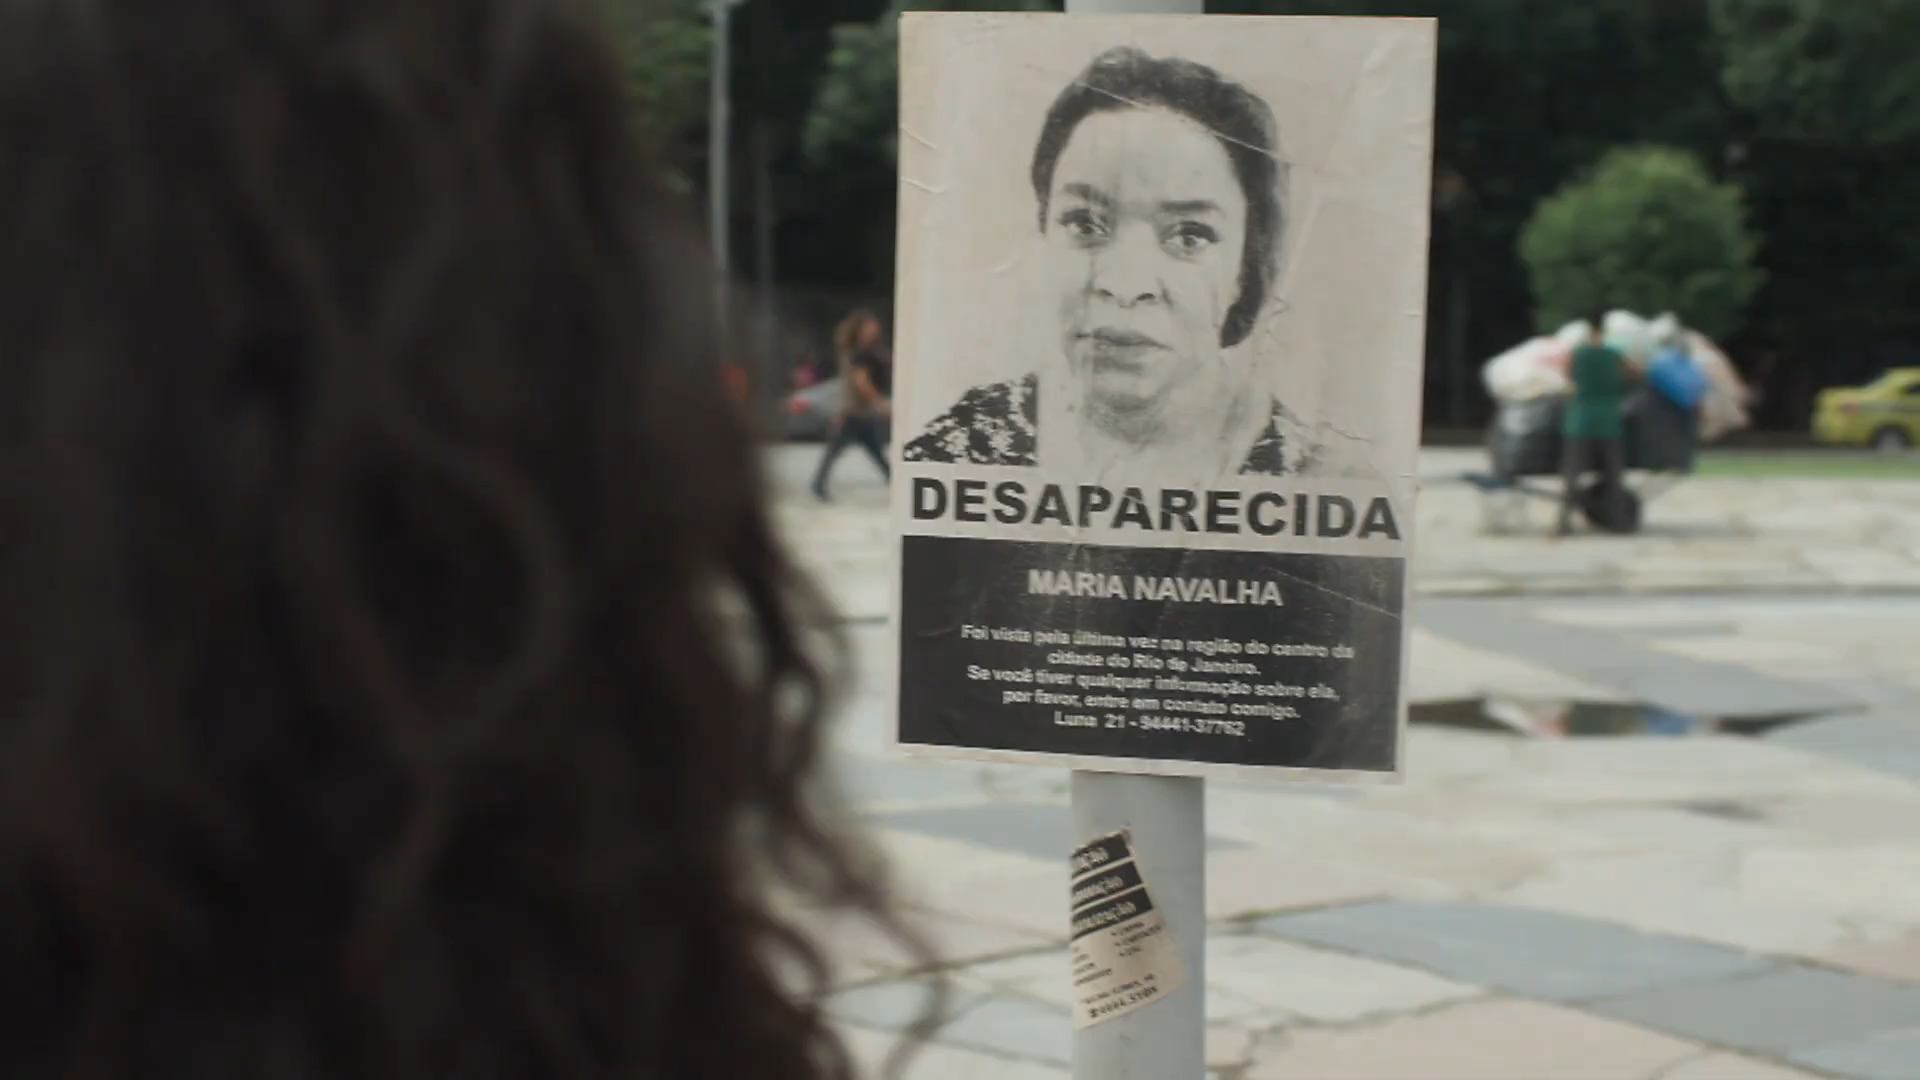 DESAPARECIDA
MARIA NAVALHA
Foi vista pela última vez na região do centro da
cidade do Rio de Janeiro.
Se você tiver qualquer informação sobre ela,
por favor, entre em contato comigo.
Luna 21 - 94441-37762